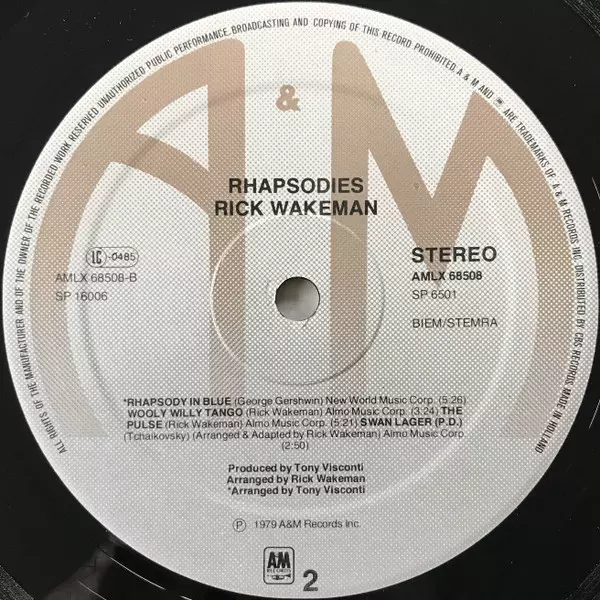 ALL RIGHTS OF THE MANUFACTURER AND OF THE OWNER OF THE RECORDED WORK RESERVED UNAUTHORIZED PUBLIC PERFORMANCE, BROADCASTING AND COPYING OF THIS RECORD PROHIBITED. A & M AND ARE TRADEMARKS OF A & M RECORDS INC. DISTRIBUTED BY CBS RECORDS MADE IN HOLLAND
A & M
RHAPSODIES
RICK WAKEMAN
LC-0485
AMLX 68508-B
SP 16006
STEREO
AMLX 68508
SP 6501
BIEM/STEMRA
*RHAPSODY IN BLUE (George Gershwin) New World Music Corp. (5:26)
WOOLY WILLY TANGO (Rick Wakeman) Almo Music Corp. (3:24) THE
PULSE (Rick Wakeman) Almo Music Corp. (5:21) SWAN LAGER (P.D.)
(Tchaikovsky) (Arranged & Adapted by Rick Wakeman) Almo Music Corp
(2:50)
Produced by Tony Visconti
Arranged by Rick Wakeman
*Arranged by Tony Visconti
Ⓟ 1979 A&M Records Inc.
A&M
RECORDS
2